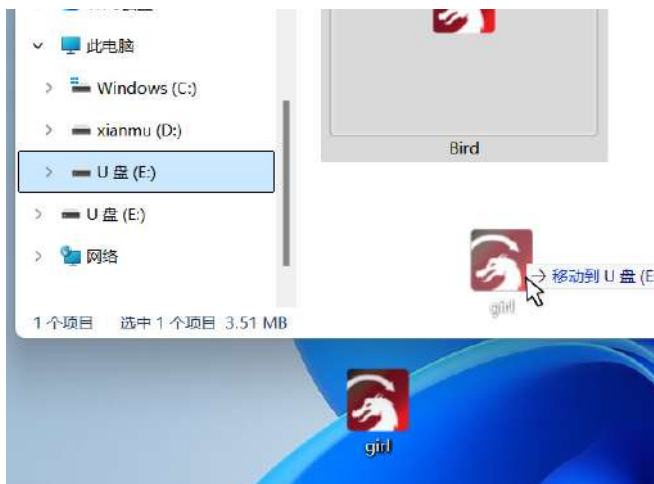 此电脑
Windows (C:)
xianmu (D:)
U 盘 (E:)
U 盘 (E:)
网络
1 个项目 选中 1 个项目 3.51 MB
Bird
girl
→ 移动到 U 盘 (E
girl